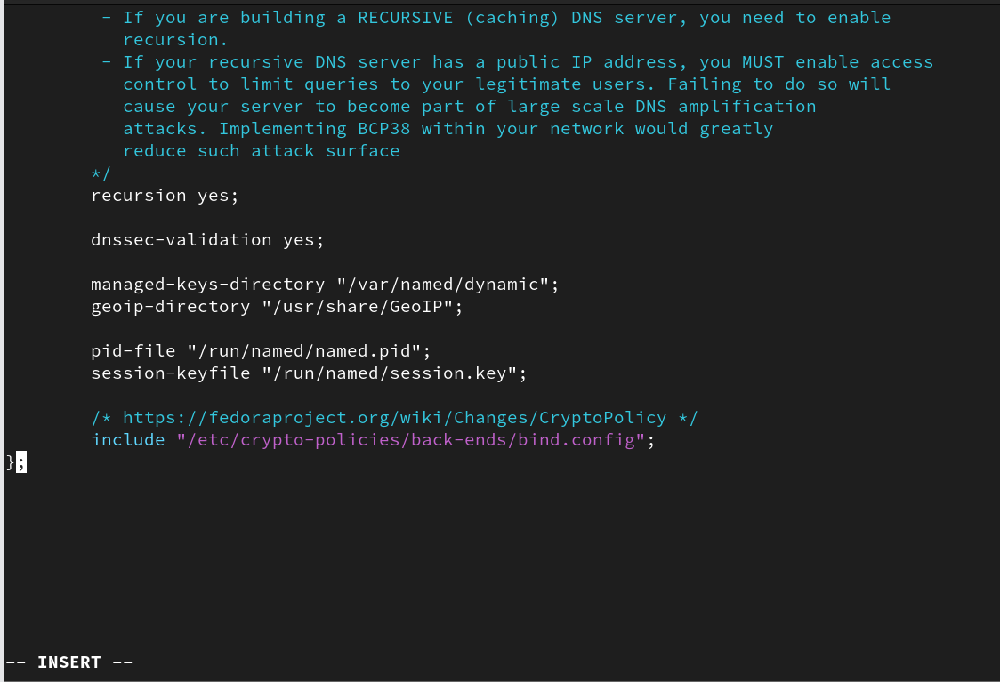 - If you are building a RECURSIVE (caching) DNS server, you need to enable
recursion.
- If your recursive DNS server has a public IP address, you MUST enable access
control to limit queries to your legitimate users. Failing to do so will
cause your server to become part of large scale DNS amplification
attacks. Implementing BCP38 within your network would greatly
reduce such attack surface
*/
recursion yes;
dnssec-validation yes;
managed-keys-directory "/var/named/dynamic";
geoip-directory "/usr/share/GeoIP";
pid-file "/run/named/named.pid";
session-keyfile "/run/named/session.key";
/* https://fedoraproject.org/wiki/Changes/CryptoPolicy */
include "/etc/crypto-policies/back-ends/bind.config";
};
-- INSERT --